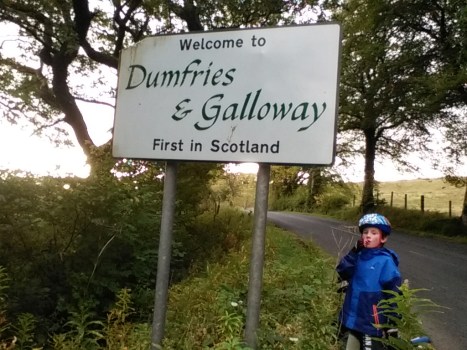 Welcome to
Dumfries
& Galloway
First in Scotland